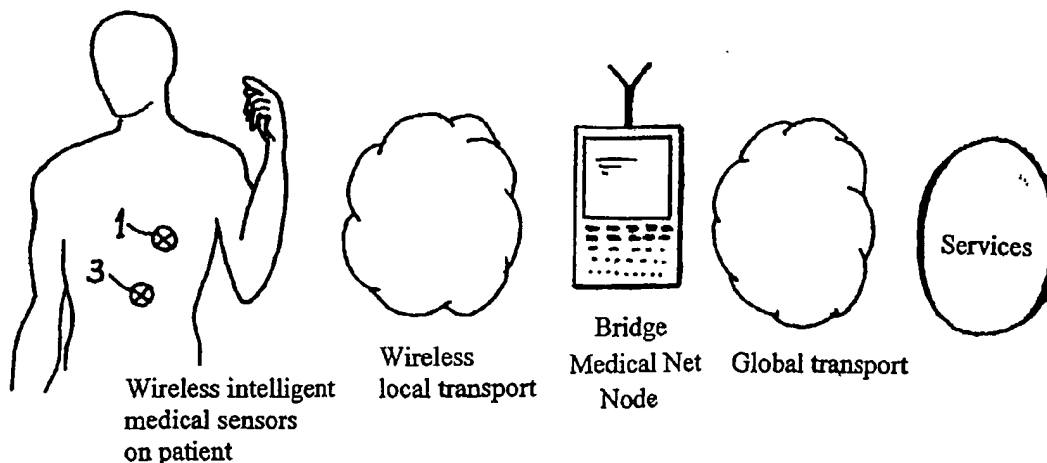 1
3
Wireless intelligent
medical sensors
on patient
Wireless
local transport
Bridge
Medical Net
Node
Global transport
Services